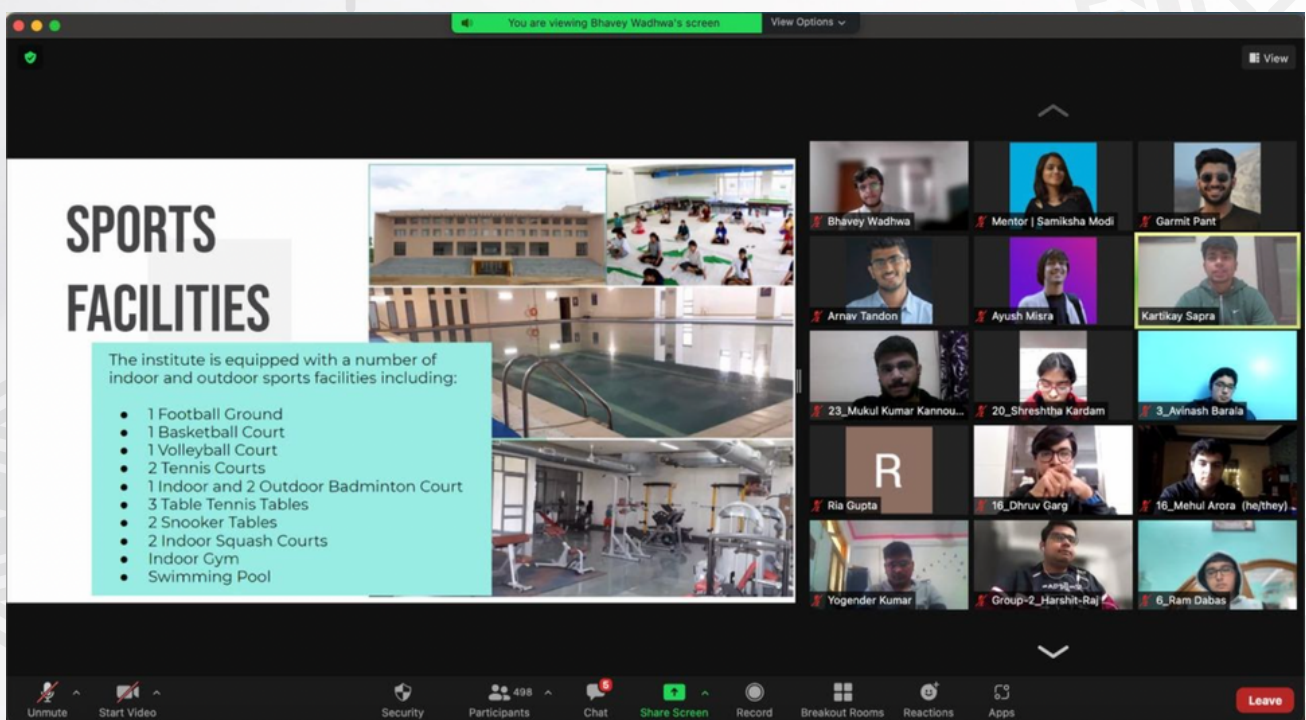 You are viewing Bhavey Wadhwa's screen
View Options
View
SPORTS
FACILITIES
The institute is equipped with a number of
indoor and outdoor sports facilities including:
● 1 Football Ground
● 1 Basketball Court
● 1 Volleyball Court
● 2 Tennis Courts
● 1 Indoor and 2 Outdoor Badminton Court
● 3 Table Tennis Tables
● 2 Snooker Tables
● 2 Indoor Squash Courts
● Indoor Gym
● Swimming Pool
Bhavey Wadhwa
Mentor | Samiksha Modi
Garmit Pant
Arnav Tandon
Ayush Misra
Kartikay Sapra
23_Mukul Kumar Kannou...
20_Shreshtha Kardam
3_Avinash Barala
R
Ria Gupta
16_Dhruv Garg
16_Mehul Arora (he/they)
Yogender Kumar
Group-2_Harshit-Raj
6_Ram Dabas
Unmute
Start Video
Security
498
Participants
5
Chat
Share Screen
Record
Breakout Rooms
Reactions
Apps
Leave